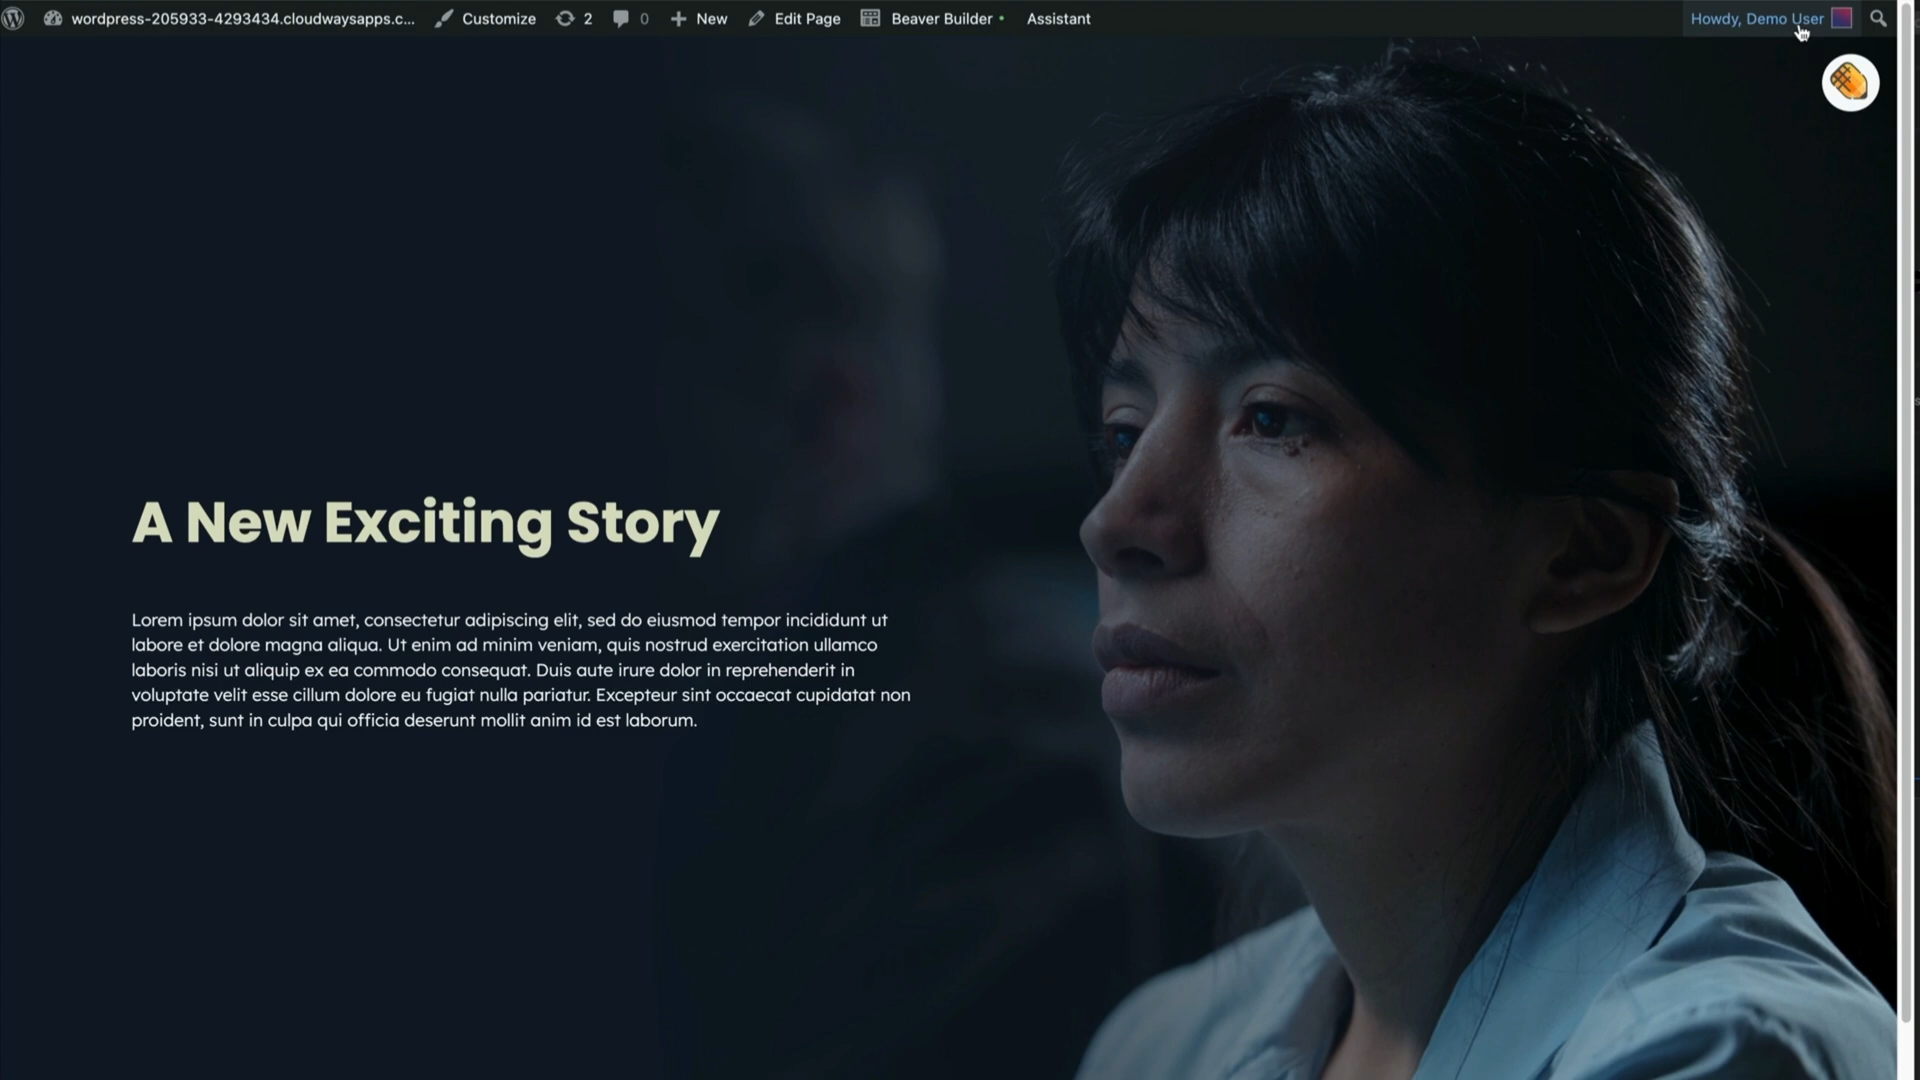 wordpress-205933-4293434.cloudwaysapps.c... Customize 2 0 New Edit Page Beaver Builder Assistant Howdy, Demo User
A New Exciting Story
Lorem ipsum dolor sit amet, consectetur adipiscing elit, sed do eiusmod tempor incididunt ut
labore et dolore magna aliqua. Ut enim ad minim veniam, quis nostrud exercitation ullamco
laboris nisi ut aliquip ex ea commodo consequat. Duis aute irure dolor in reprehenderit in
voluptate velit esse cillum dolore eu fugiat nulla pariatur. Excepteur sint occaecat cupidatat non
proident, sunt in culpa qui officia deserunt mollit anim id est laborum.